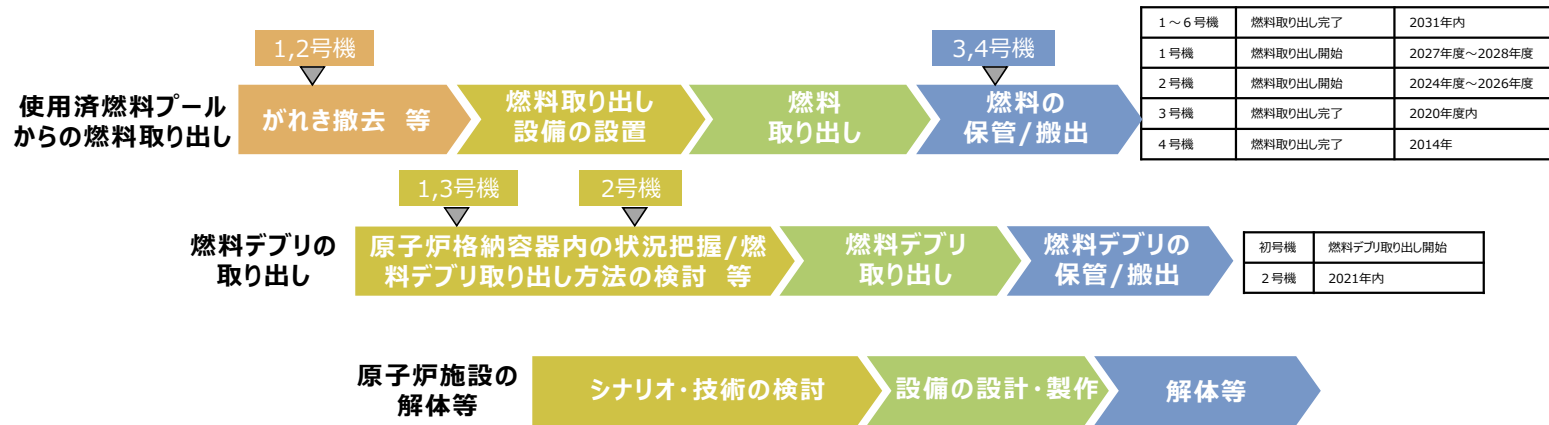 1,2号機
3,4号機
使用済燃料プール
からの燃料取り出し
がれき撤去 等
燃料取り出し
設備の設置
燃料
取り出し
燃料の
保管/搬出
1～6号機 燃料取り出し完了 2031年内
1号機 燃料取り出し開始 2027年度～2028年度
2号機 燃料取り出し開始 2024年度～2026年度
3号機 燃料取り出し完了 2020年度内
4号機 燃料取り出し完了 2014年
1,3号機
2号機
燃料デブリの
取り出し
原子炉格納容器内の状況把握/燃
料デブリ取り出し方法の検討 等
燃料デブリ
取り出し
燃料デブリの
保管/搬出
初号機 燃料デブリ取り出し開始
2号機 2021年内
原子炉施設の
解体等
シナリオ・技術の検討
設備の設計・製作
解体等